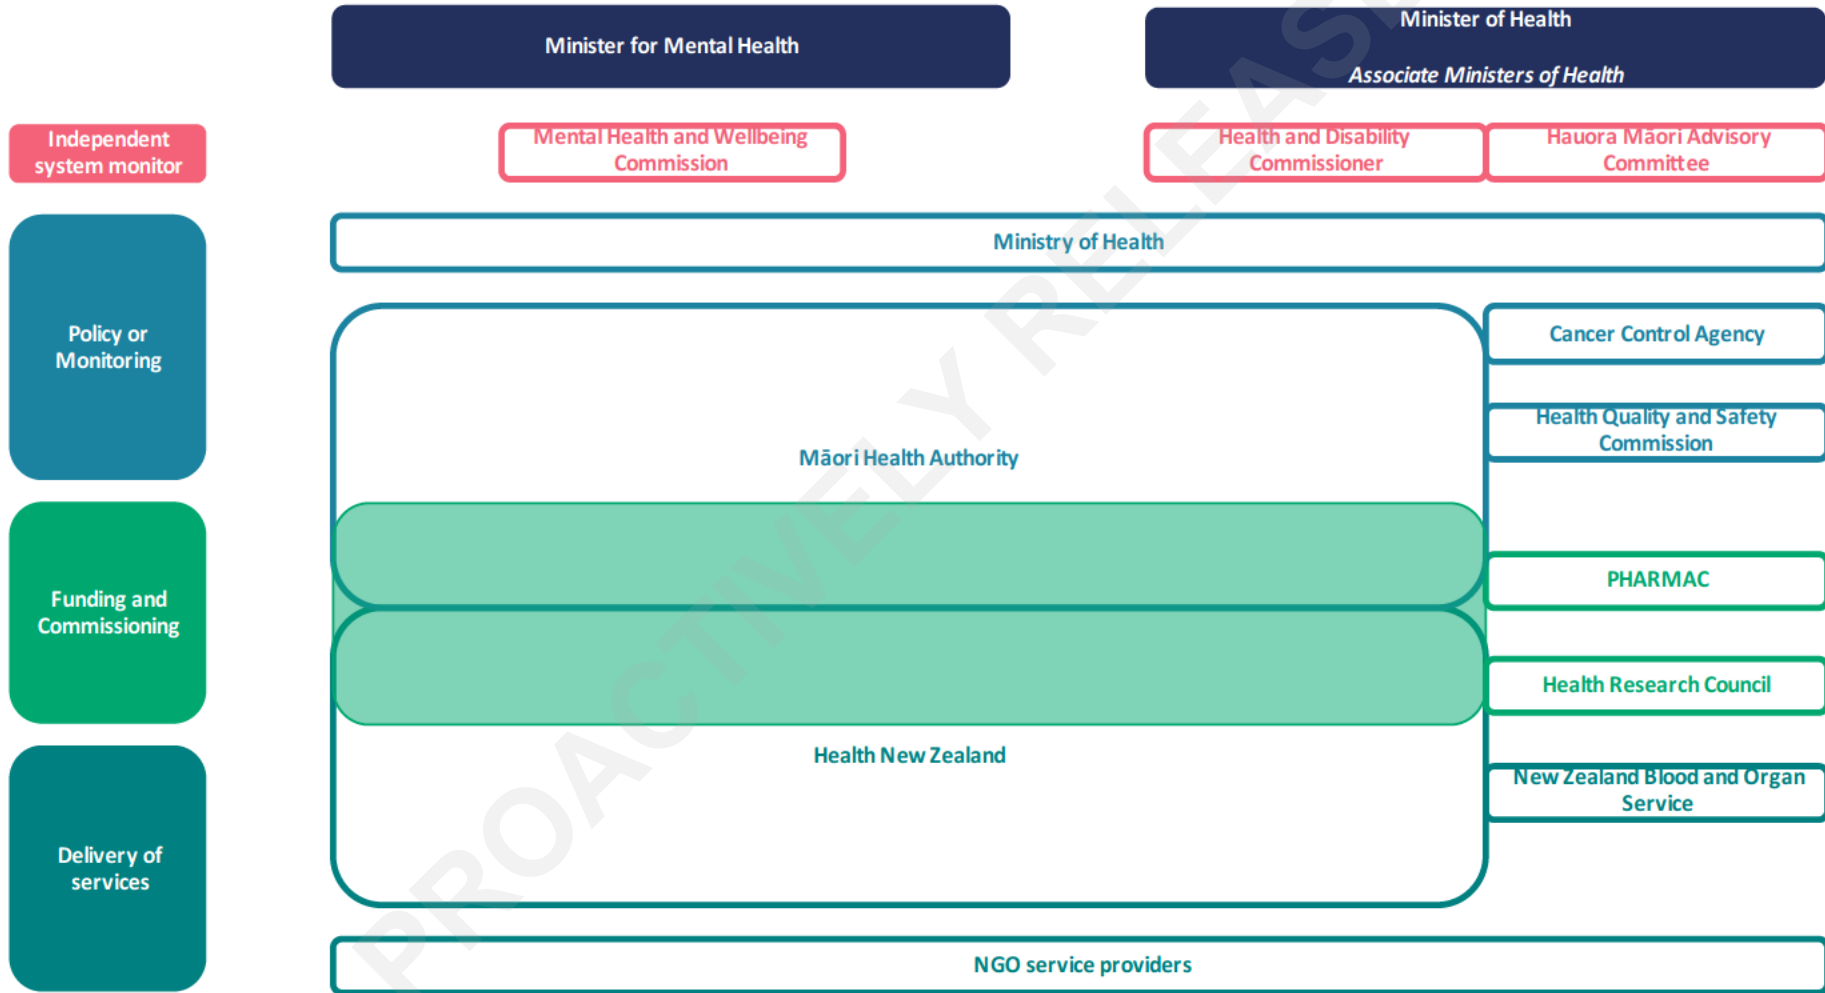 Minister for Mental Health
Minister of Health
Associate Ministers of Health
Independent
system monitor
Mental Health and Wellbeing
Commission
Health and Disability
Commissioner
Hauora Māori Advisory
Committee
Policy or
Monitoring
Ministry of Health
Cancer Control Agency
Health Quality and Safety
Commission
Māori Health Authority
Funding and
Commissioning
PHARMAC
Health Research Council
Health New Zealand
New Zealand Blood and Organ
Service
Delivery of
services
NGO service providers
PROACTIVELY RELEASE